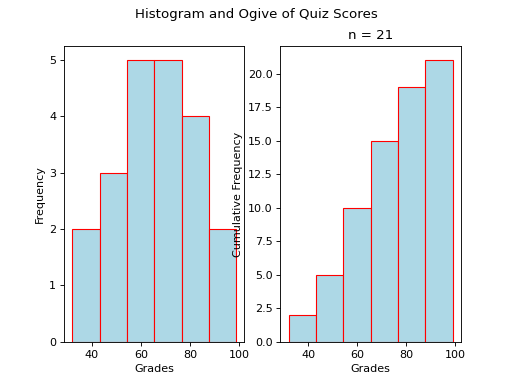 Histogram and Ogive of Quiz Scores
n = 21
Frequency
5
4
3
2
1
0
40 60 80 100
Grades
Cumulative Frequency
20.0
17.5
15.0
12.5
10.0
7.5
5.0
2.5
0.0
40 60 80 100
Grades